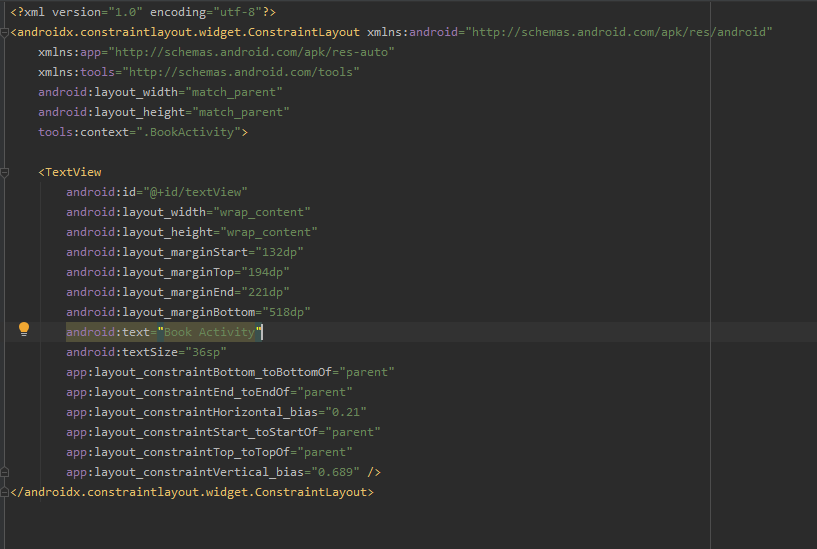 <?xml version="1.0" encoding="utf-8"?>
<androidx.constraintlayout.widget.ConstraintLayout xmlns:android="http://schemas.android.com/apk/res/android"
    xmlns:app="http://schemas.android.com/apk/res-auto"
    xmlns:tools="http://schemas.android.com/tools"
    android:layout_width="match_parent"
    android:layout_height="match_parent"
    tools:context=".BookActivity">

    <TextView
        android:id="@+id/textView"
        android:layout_width="wrap_content"
        android:layout_height="wrap_content"
        android:layout_marginStart="132dp"
        android:layout_marginTop="194dp"
        android:layout_marginEnd="221dp"
        android:layout_marginBottom="518dp"
        android:text="Book Activity"
        android:textSize="36sp"
        app:layout_constraintBottom_toBottomOf="parent"
        app:layout_constraintEnd_toEndOf="parent"
        app:layout_constraintHorizontal_bias="0.21"
        app:layout_constraintStart_toStartOf="parent"
        app:layout_constraintTop_toTopOf="parent"
        app:layout_constraintVertical_bias="0.689" />
</androidx.constraintlayout.widget.ConstraintLayout>